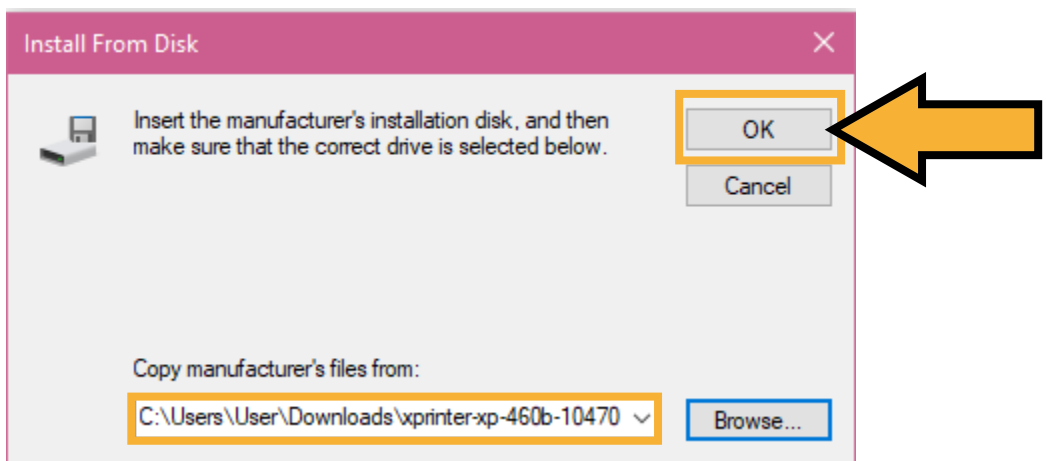 Install From Disk
Insert the manufacturer's installation disk, and then
make sure that the correct drive is selected below.
OK
Cancel
Copy manufacturer's files from:
C:\Users\User\Downloads\xprinter-xp-460b-10470
Browse...